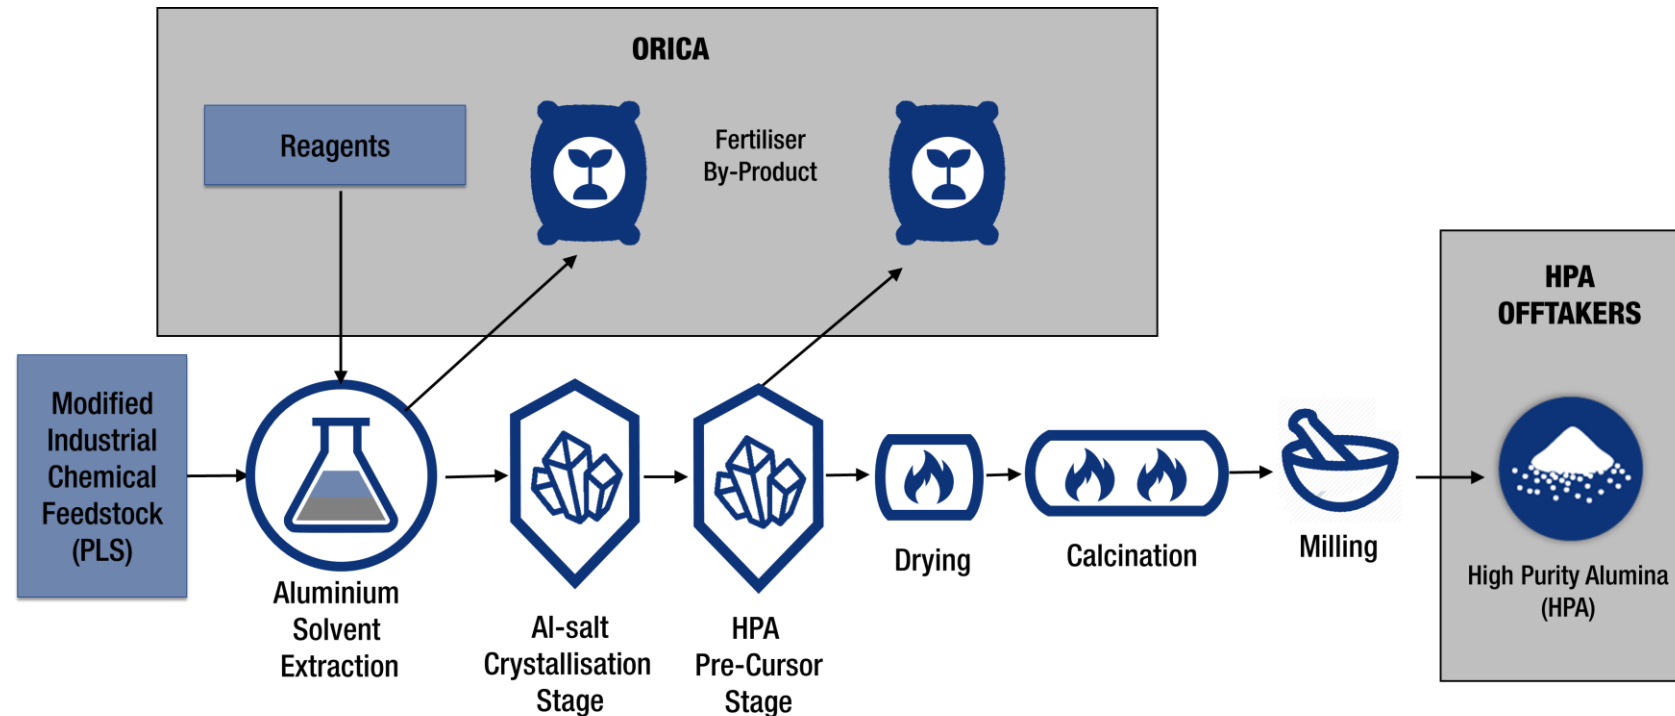 ORICA
Reagents
Fertiliser
By-Product
HPA
OFFTAKERS
Modified
Industrial
Chemical
Feedstock
(PLS)
Aluminium
Solvent
Extraction
Al-salt
Crystallisation
Stage
HPA
Pre-Cursor
Stage
Drying
Calcination
Milling
High Purity Alumina
(HPA)